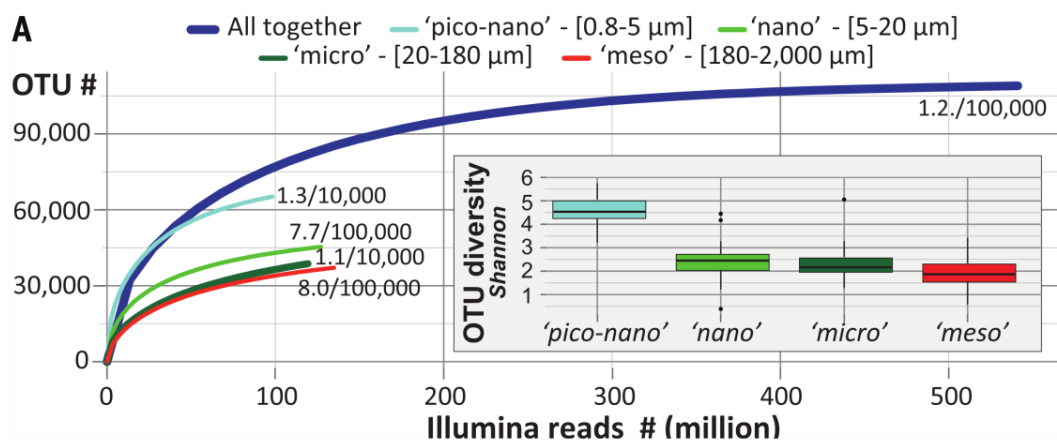 A
All together ‘pico-nano’ - [0.8-5 µm] ‘nano’ - [5-20 µm]
‘micro’ - [20-180 µm] ‘meso’ - [180-2,000 µm]
OTU #
90,000
60,000
30,000
0
1.2./100,000
1.3/10,000
7.7/100,000
1.1/10,000
8.0/100,000
OTU diversity
Shannon
6
5
4
3
2
1
‘pico-nano’ ‘nano’ ‘micro’ ‘meso’
0 100 200 300 400 500
Illumina reads # (million)